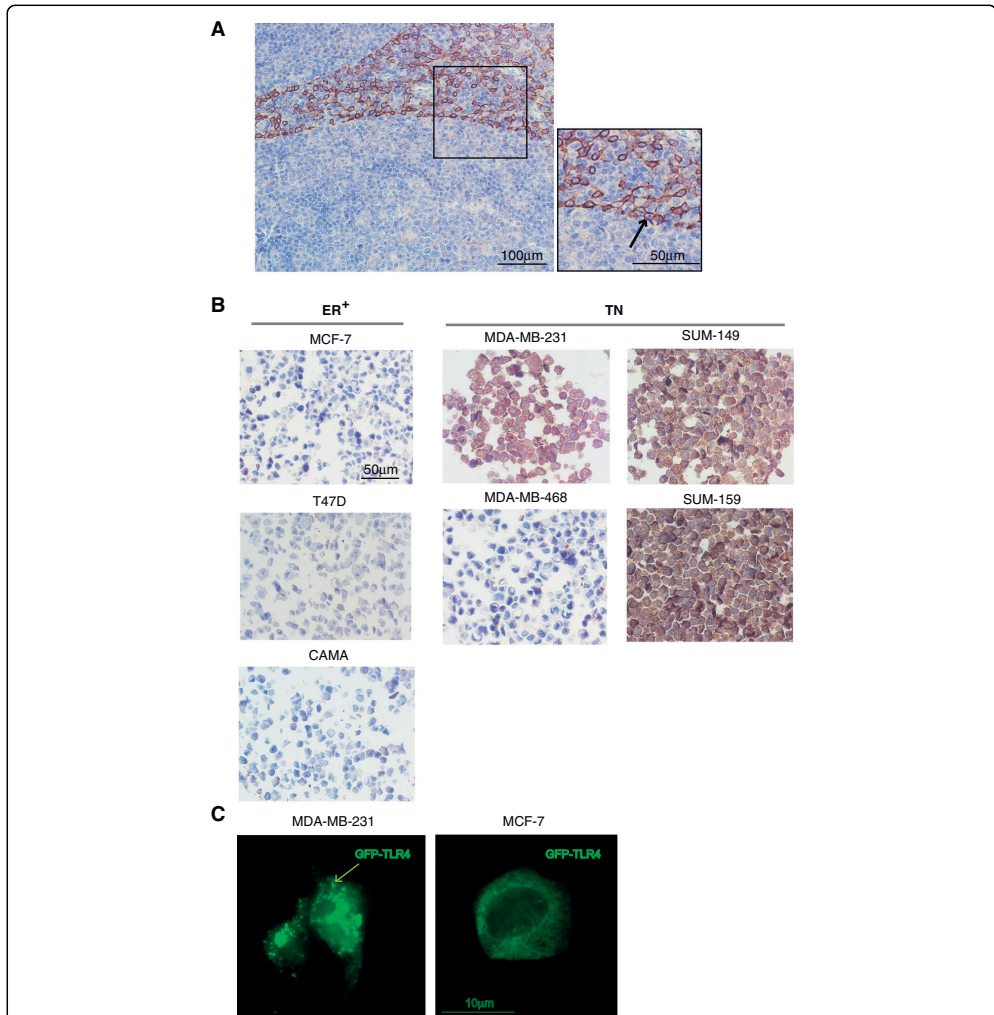 A
100μm
50μm
B
ER⁺
TN
MCF-7
MDA-MB-231
SUM-149
50μm
T47D
MDA-MB-468
SUM-159
CAMA
C
MDA-MB-231
MCF-7
GFP-TLR4
GFP-TLR4
10μm